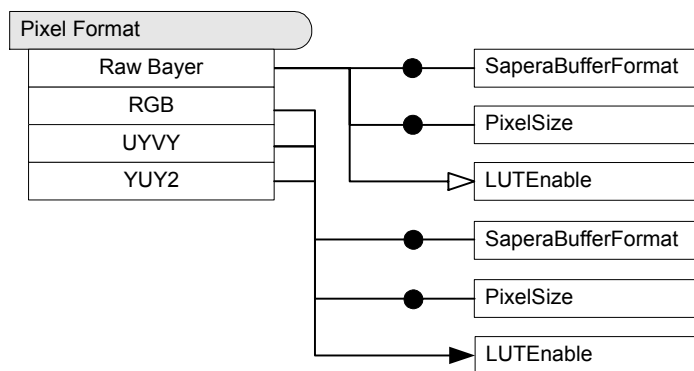 Pixel Format
Raw Bayer
RGB
UYVY
YUY2
SaperaBufferFormat
PixelSize
LUTEnable
SaperaBufferFormat
PixelSize
LUTEnable